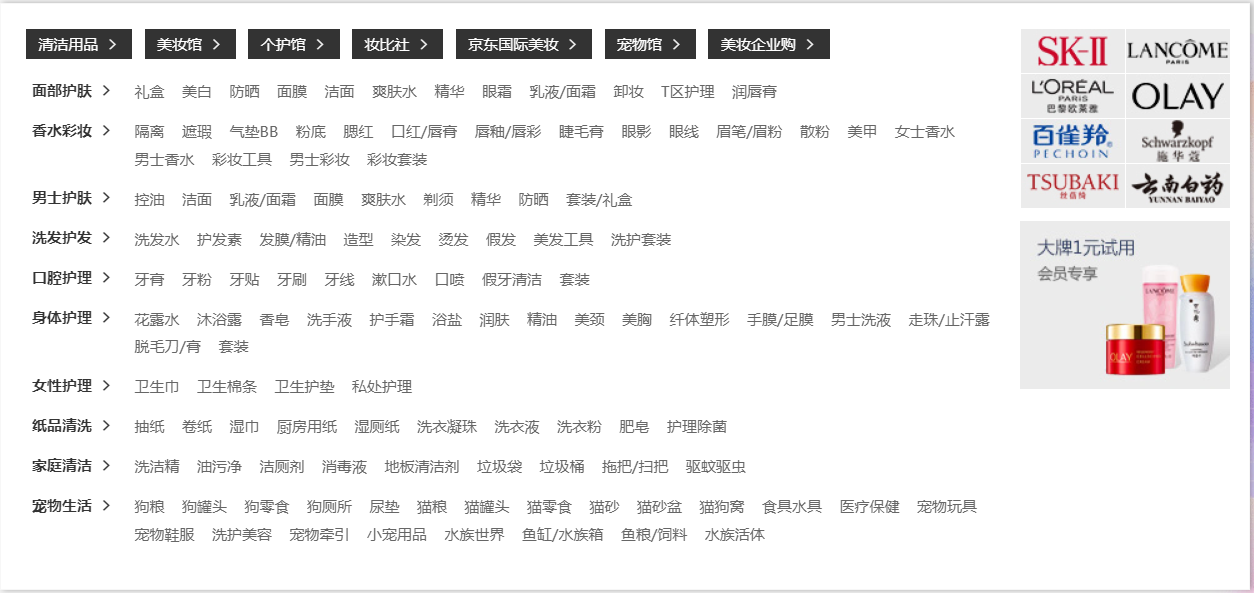 清洁用品 美妆馆 个护馆 妆比社 京东国际美妆 宠物馆 美妆企业购
面部护肤 礼盒 美白 防晒 面膜 洁面 爽肤水 精华 眼霜 乳液/面霜 卸妆 T区护理 润唇膏
香水彩妆 隔离 遮瑕 气垫BB 粉底 腮红 口红/唇膏 唇釉/唇彩 睫毛膏 眼影 眼线 眉笔/眉粉 散粉 美甲 女士香水
男士香水 彩妆工具 男士彩妆 彩妆套装
男士护肤 控油 洁面 乳液/面霜 面膜 爽肤水 剃须 精华 防晒 套装/礼盒
洗发护发 洗发水 护发素 发膜/精油 造型 染发 烫发 假发 美发工具 洗护套装
口腔护理 牙膏 牙粉 牙贴 牙刷 牙线 漱口水 口喷 假牙清洁 套装
身体护理 花露水 沐浴露 香皂 洗手液 护手霜 浴盐 润肤 精油 美颈 美胸 纤体塑形 手膜/足膜 男士洗液 走珠/止汗露
脱毛刀/膏 套装
女性护理 卫生巾 卫生棉条 卫生护垫 私处护理
纸品清洗 抽纸 卷纸 湿巾 厨房用纸 湿厕纸 洗衣凝珠 洗衣液 洗衣粉 肥皂 护理除菌
家庭清洁 洗洁精 油污净 洁厕剂 消毒液 地板清洁剂 垃圾袋 垃圾桶 拖把/扫把 驱蚊驱虫
宠物生活 狗粮 狗罐头 狗零食 狗厕所 尿垫 猫粮 猫罐头 猫零食 猫砂 猫砂盆 猫狗窝 食具水具 医疗保健 宠物玩具
宠物鞋服 洗护美容 宠物牵引 小宠用品 水族世界 鱼缸/水族箱 鱼粮/饲料 水族活体
SK-II LANCÔME
PARIS
L'ORÉAL
PARIS
巴黎欧莱雅
OLAY
百雀羚
PECHOIN
Schwarzkopf
施华蔻
TSUBAKI
丝蓓绮
云南白药
YUNNAN BAIYAO
大牌1元试用
会员专享
LANCÔME
OLAY